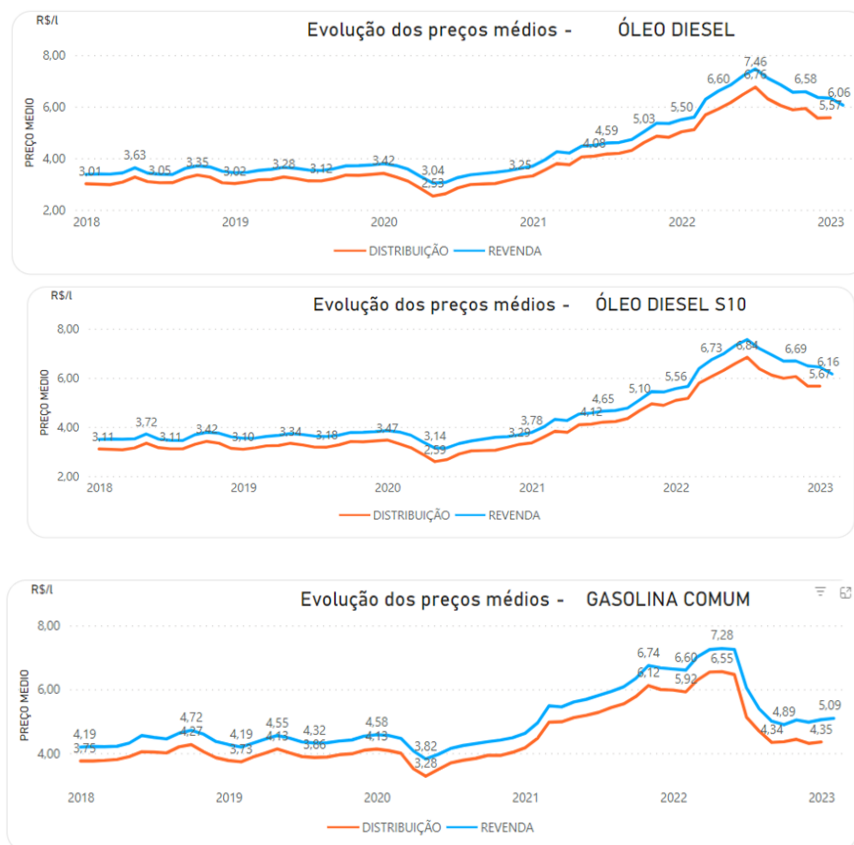 R$/l
Evolução dos preços médios - ÓLEO DIESEL
8,00
7,46
6,60 6,76 6,58
6,00 5,50 6,06
5,03 5,57
4,59
4,00 3,63 3,35 3,28 3,42 4,08
3,01 3,05 3,02 3,12 3,04 3,25
2,53
2,00
PREÇO MEDIO
2018 2019 2020 2021 2022 2023
DISTRIBUIÇÃO REVENDA
R$/l
Evolução dos preços médios - ÓLEO DIESEL S10
8,00
6,73 6,84 6,69
6,00 5,56 6,16
5,10 5,67
4,65
4,00 3,72 3,42 3,34 3,47 3,78 4,12
3,11 3,11 3,10 3,18 3,14 3,29
2,59
2,00
PREÇO MEDIO
2018 2019 2020 2021 2022 2023
DISTRIBUIÇÃO REVENDA
R$/l
Evolução dos preços médios - GASOLINA COMUM
8,00
7,28
6,74 6,60 6,55
6,00 6,12 5,92
4,19 4,72 4,19 4,55 4,32 4,58 4,89 5,09
4,00 3,75 4,27 3,73 4,13 3,86 4,13 3,82 4,34 4,35
3,28
PREÇO MEDIO
2018 2019 2020 2021 2022 2023
DISTRIBUIÇÃO REVENDA